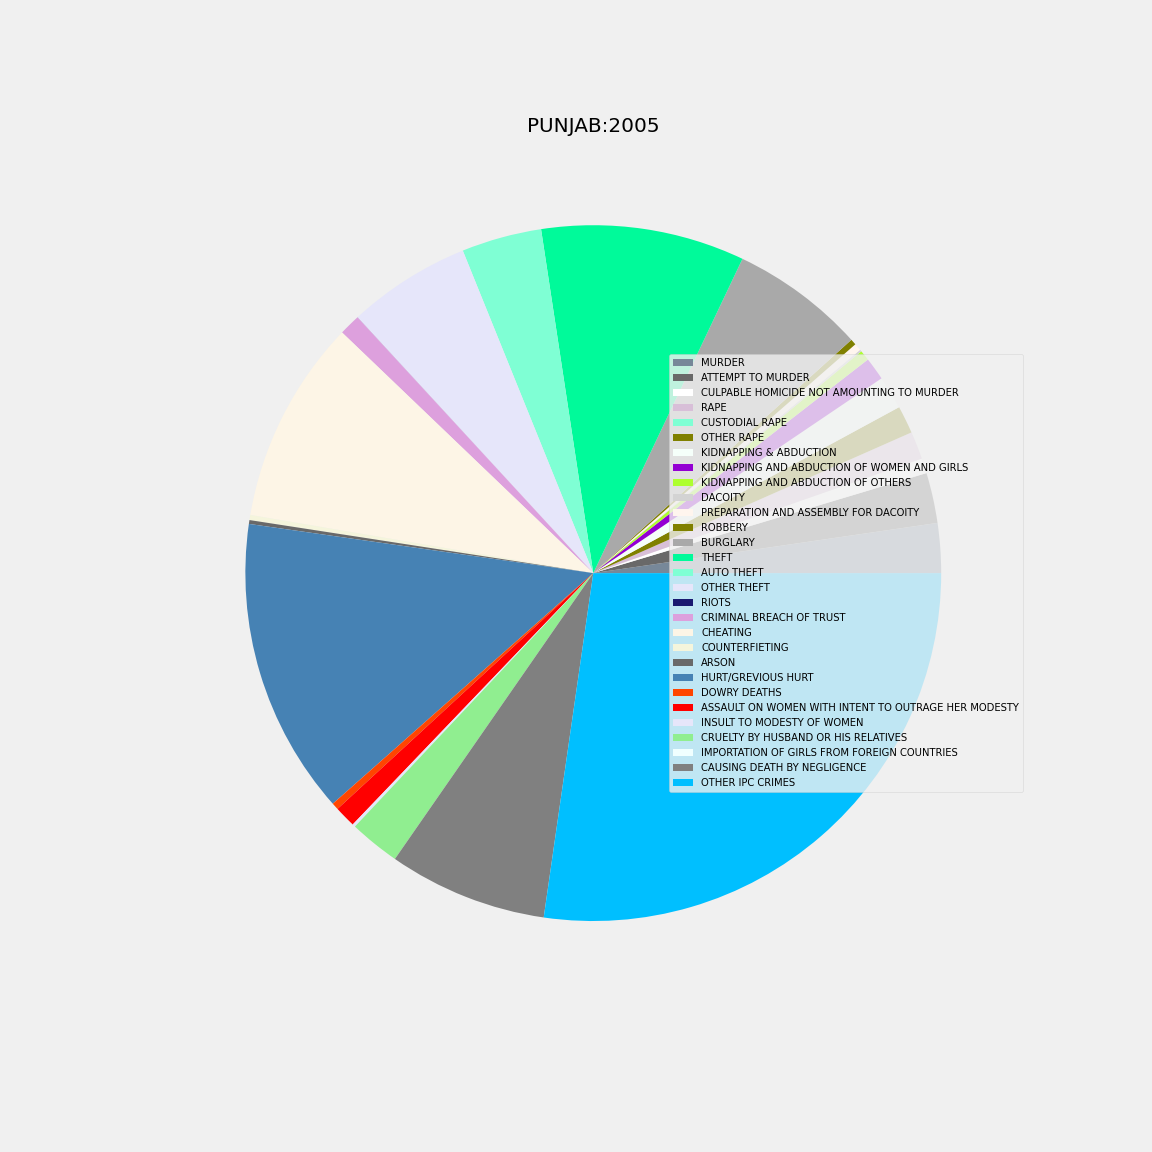 PUNJAB:2005
MURDER
ATTEMPT TO MURDER
CULPABLE HOMICIDE NOT AMOUNTING TO MURDER
RAPE
CUSTODIAL RAPE
OTHER RAPE
KIDNAPPING & ABDUCTION
KIDNAPPING AND ABDUCTION OF WOMEN AND GIRLS
KIDNAPPING AND ABDUCTION OF OTHERS
DACOITY
PREPARATION AND ASSEMBLY FOR DACOITY
ROBBERY
BURGLARY
THEFT
AUTO THEFT
OTHER THEFT
RIOTS
CRIMINAL BREACH OF TRUST
CHEATING
COUNTERFIETING
ARSON
HURT/GREVIOUS HURT
DOWRY DEATHS
ASSAULT ON WOMEN WITH INTENT TO OUTRAGE HER MODESTY
INSULT TO MODESTY OF WOMEN
CRUELTY BY HUSBAND OR HIS RELATIVES
IMPORTATION OF GIRLS FROM FOREIGN COUNTRIES
CAUSING DEATH BY NEGLIGENCE
OTHER IPC CRIMES